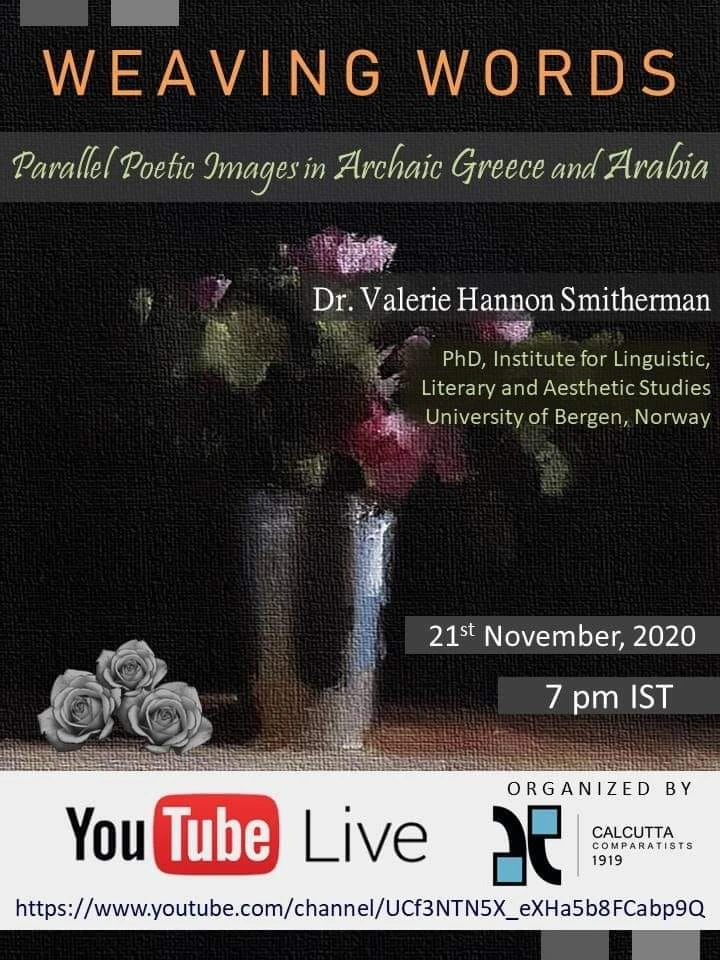 WEAVING WORDS
Parallel Poetic Images in Archaic Greece and Arabia
Dr. Valerie Hannon Smitherman
PhD, Institute for Linguistic,
Literary and Aesthetic Studies
University of Bergen, Norway
21st November, 2020
7 pm IST
ORGANIZED BY
YouTube Live
CALCUTTA
COMPARATISTS
1919
https://www.youtube.com/channel/UCf3NTN5X_eXHa5b8FCabp9Q